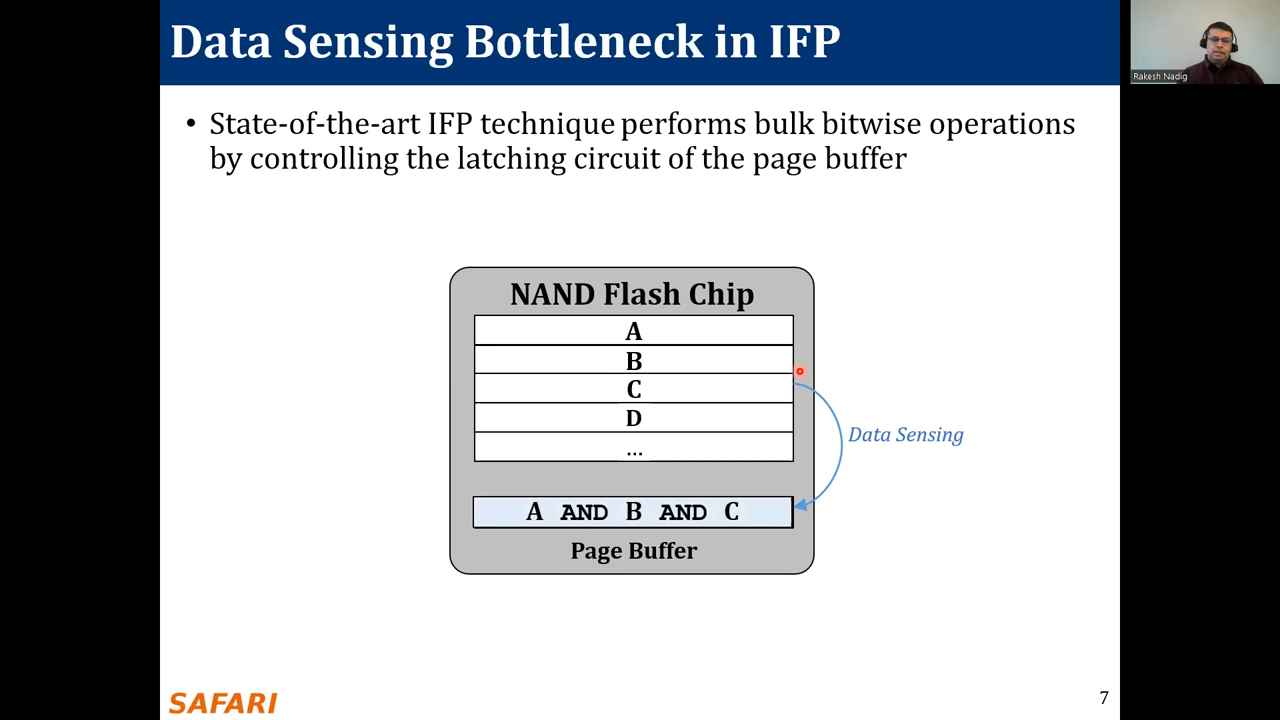 Data Sensing Bottleneck in IFP
Rakesh Nadig
• State-of-the-art IFP technique performs bulk bitwise operations
by controlling the latching circuit of the page buffer
NAND Flash Chip
A
B
C
D
...
Data Sensing
A AND B AND C
Page Buffer
SAFARI
7